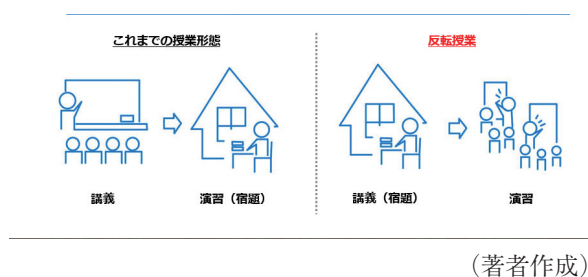 これまでの授業形態
反転授業
講義
演習（宿題）
講義（宿題）
演習
（著者作成）